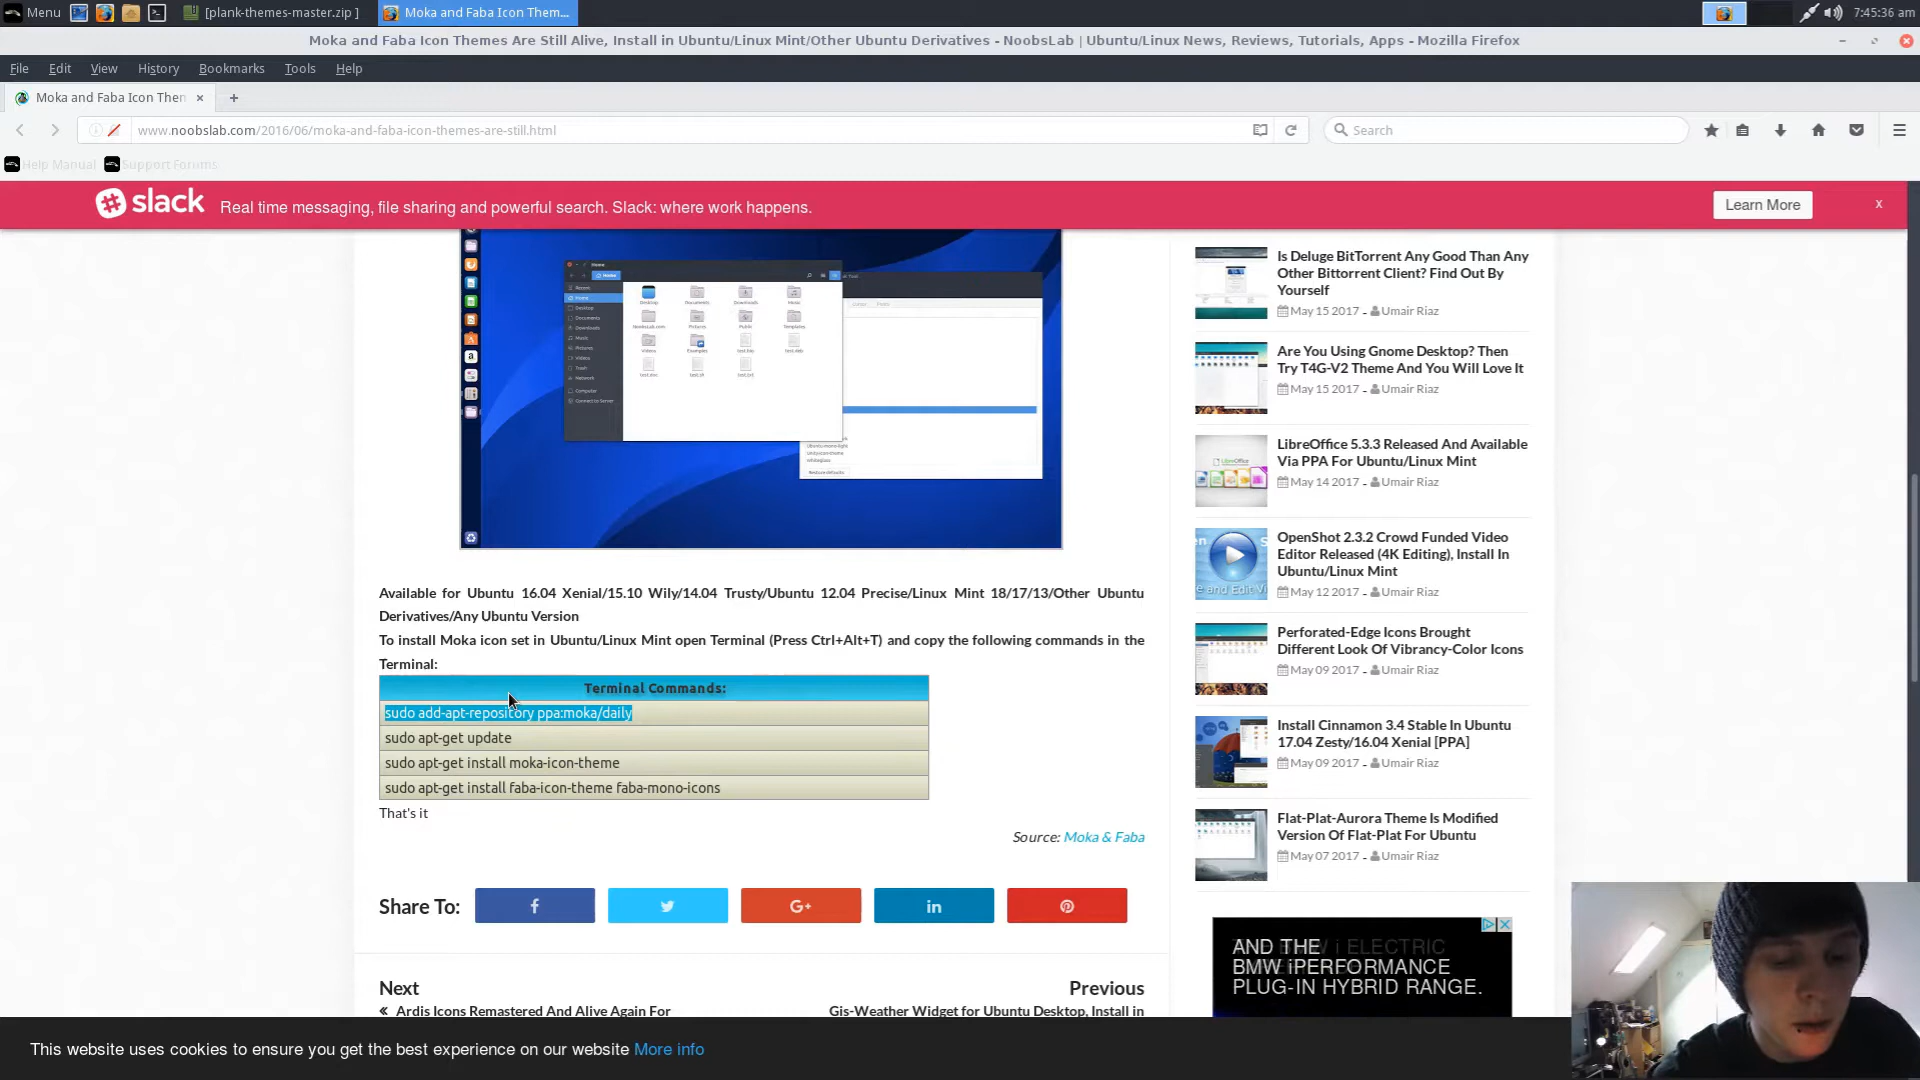 Menu
[plank-themes-master.zip ]
Moka and Faba Icon Them...
7:45:36 am
Moka and Faba Icon Themes Are Still Alive, Install in Ubuntu/Linux Mint/Other Ubuntu Derivatives - NoobsLab | Ubuntu/Linux News, Reviews, Tutorials, Apps - Mozilla Firefox
File Edit View History Bookmarks Tools Help
Moka and Faba Icon Then
www.noobslab.com/2016/06/moka-and-faba-icon-themes-are-still.html
Search
Help Manual Support Forums
slack Real time messaging, file sharing and powerful search. Slack: where work happens.
Learn More
x
Available for Ubuntu 16.04 Xenial/15.10 Wily/14.04 Trusty/Ubuntu 12.04 Precise/Linux Mint 18/17/13/Other Ubuntu
Derivatives/Any Ubuntu Version
To install Moka icon set in Ubuntu/Linux Mint open Terminal (Press Ctrl+Alt+T) and copy the following commands in the
Terminal:
Terminal Commands:
sudo add-apt-repository ppa:moka/daily
sudo apt-get update
sudo apt-get install moka-icon-theme
sudo apt-get install faba-icon-theme faba-mono-icons
That's it
Source: Moka & Faba
Share To:
Next
« Ardis Icons Remastered And Alive Again For
Previous
Gis-Weather Widget for Ubuntu Desktop, Install in
Is Deluge BitTorrent Any Good Than Any
Other Bittorrent Client? Find Out By
Yourself
May 15 2017 - Umair Riaz
Are You Using Gnome Desktop? Then
Try T4G-V2 Theme And You Will Love It
May 15 2017 - Umair Riaz
LibreOffice 5.3.3 Released And Available
Via PPA For Ubuntu/Linux Mint
May 14 2017 - Umair Riaz
OpenShot 2.3.2 Crowd Funded Video
Editor Released (4K Editing), Install In
Ubuntu/Linux Mint
May 12 2017 - Umair Riaz
Perforated-Edge Icons Brought
Different Look Of Vibrancy-Color Icons
May 09 2017 - Umair Riaz
Install Cinnamon 3.4 Stable In Ubuntu
17.04 Zesty/16.04 Xenial [PPA]
May 09 2017 - Umair Riaz
Flat-Plat-Aurora Theme Is Modified
Version Of Flat-Plat For Ubuntu
May 07 2017 - Umair Riaz
AND THE
BMW iPERFORMANCE
PLUG-IN HYBRID RANGE.
This website uses cookies to ensure you get the best experience on our website More info